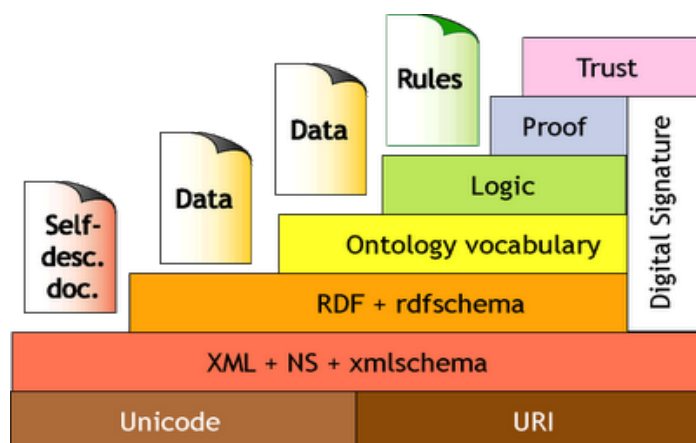 Rules
Trust
Data
Proof
Data
Logic
Self-
desc.
doc.
Ontology vocabulary
Digital Signature
RDF + rdfschema
XML + NS + xmlschema
Unicode
URI